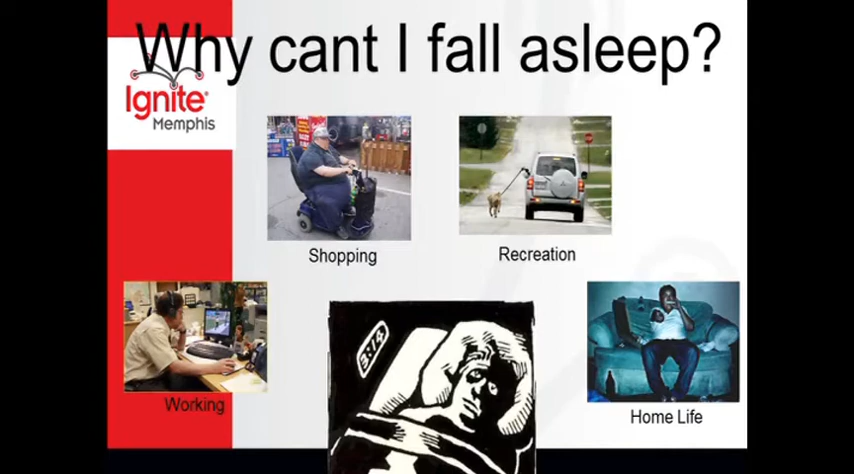 Why cant I fall asleep?
Ignite®
Memphis
Shopping
Recreation
Working
3:14
Home Life